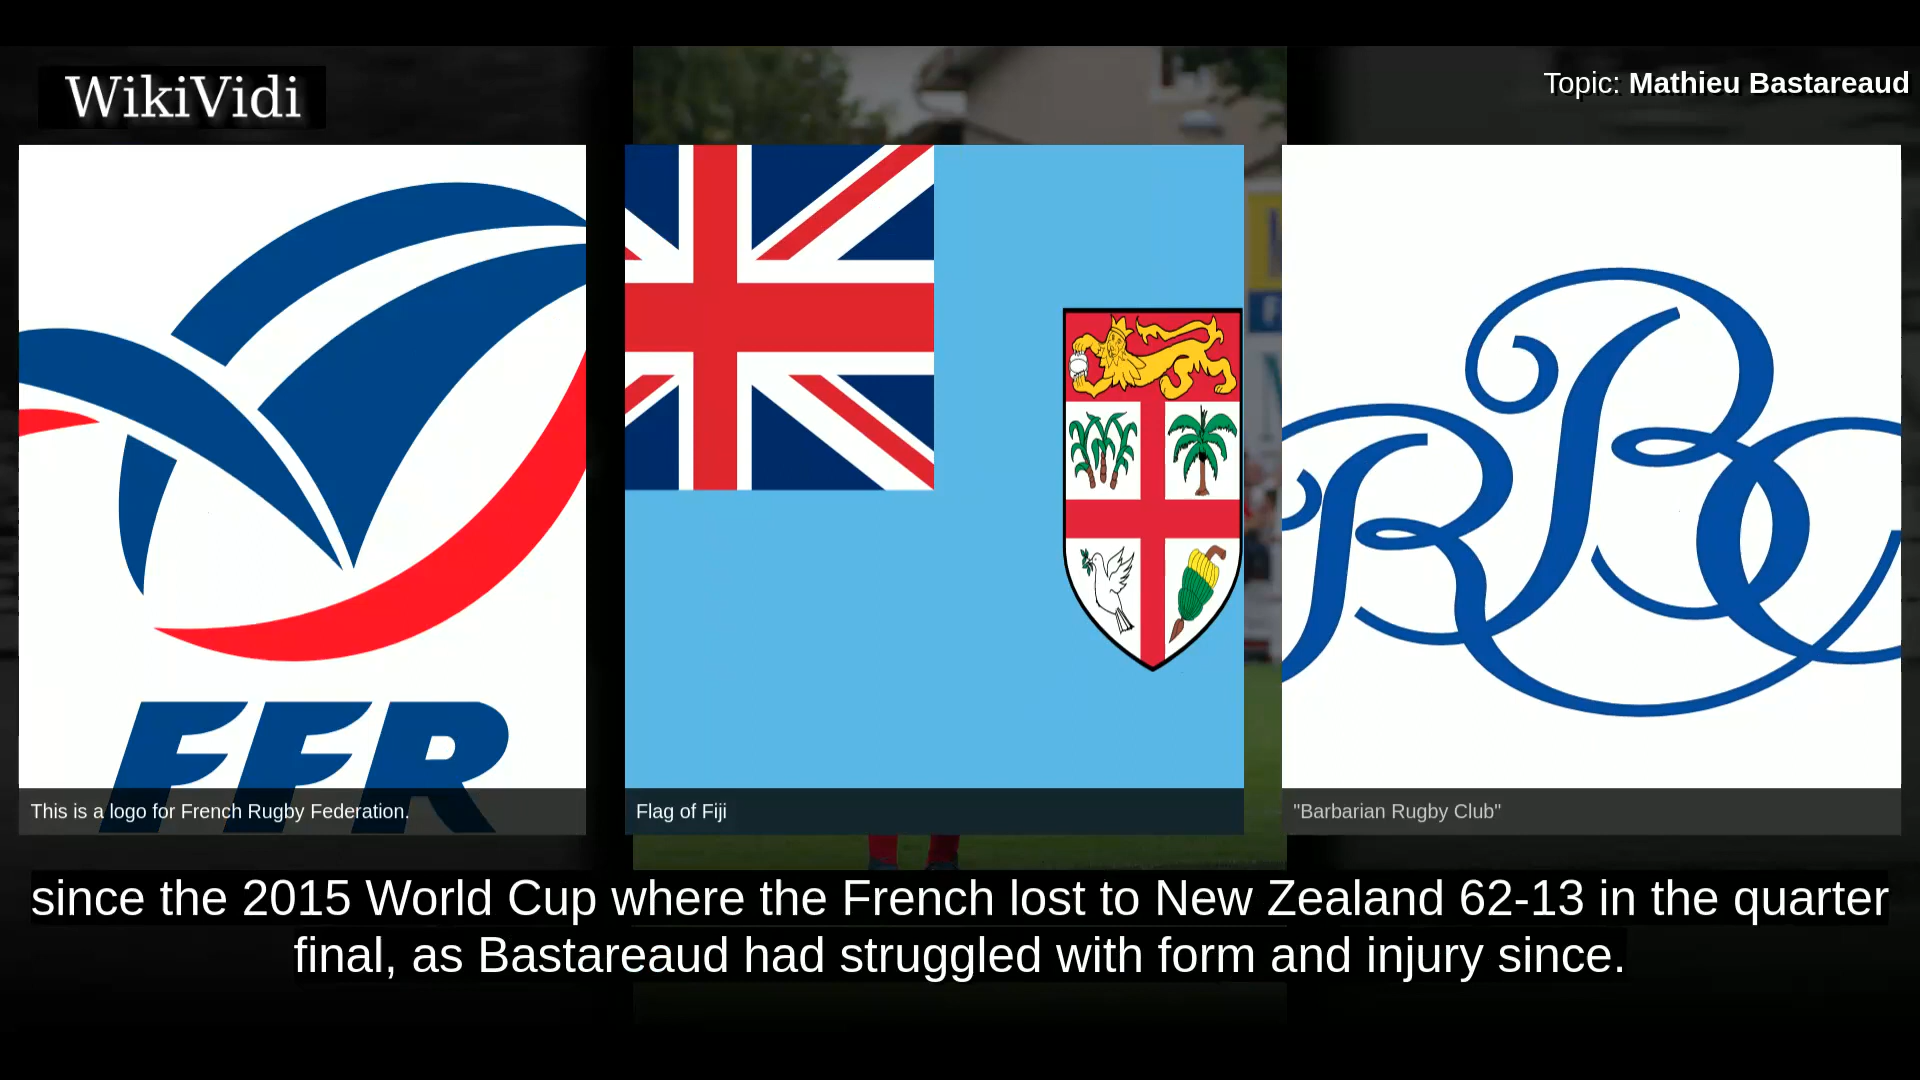 WikiVidi
Topic: Mathieu Bastareaud
FFR
RBC
This is a logo for French Rugby Federation.
Flag of Fiji
"Barbarian Rugby Club"
since the 2015 World Cup where the French lost to New Zealand 62-13 in the quarter
final, as Bastareaud had struggled with form and injury since.